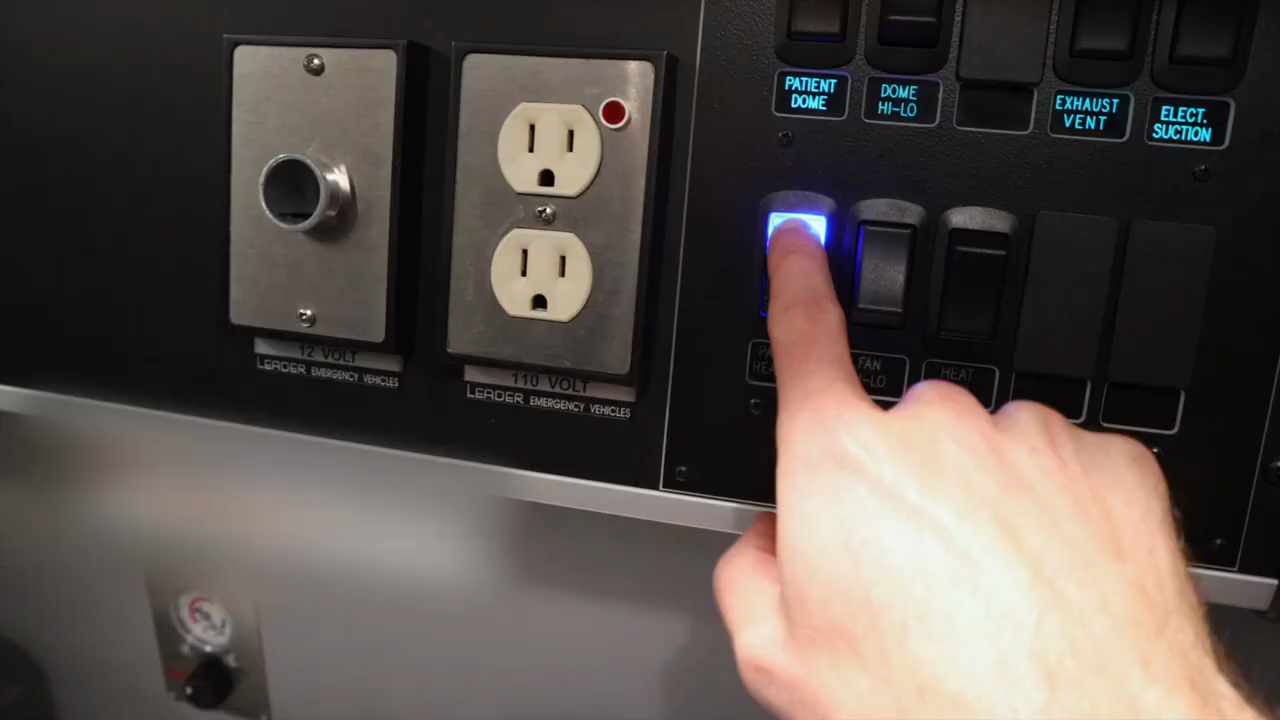 PATIENT
DOME
DOME
HI-LO
EXHAUST
VENT
ELECT.
SUCTION
12 VOLT
LEADER EMERGENCY VEHICLES
110 VOLT
LEADER EMERGENCY VEHICLES
FAN
HEAT